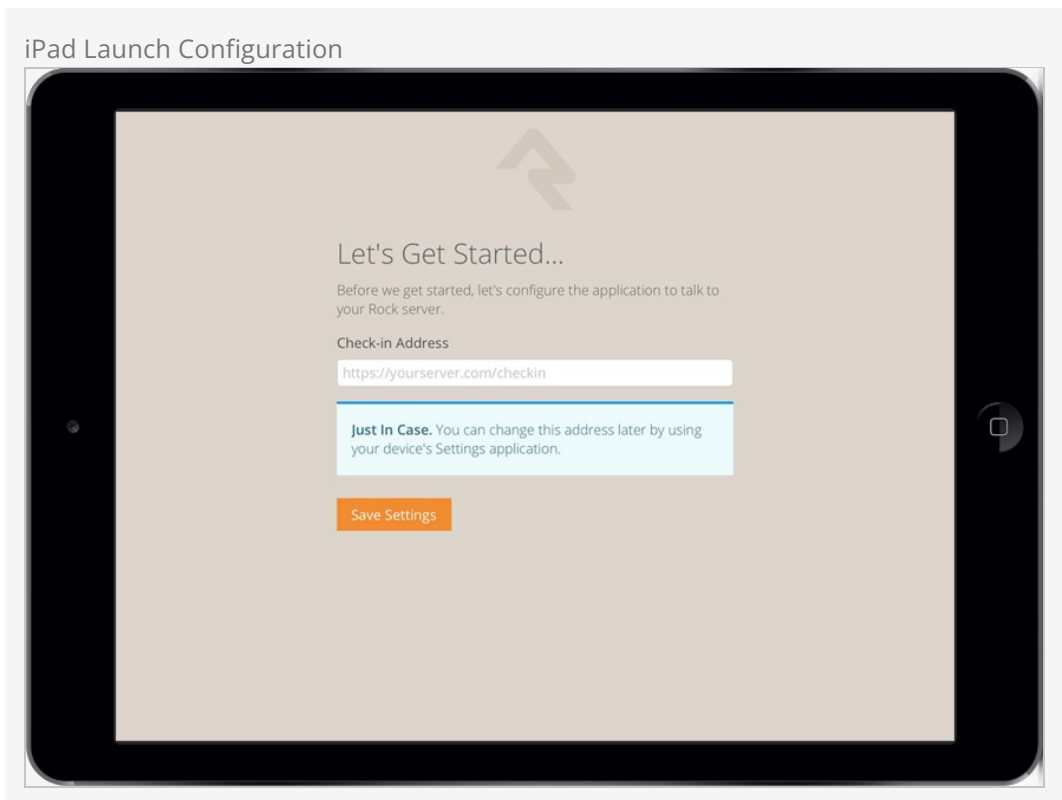 iPad Launch Configuration
Let's Get Started...
Before we get started, let's configure the application to talk to
your Rock server.
Check-in Address
https://yourserver.com/checkin
Just In Case. You can change this address later by using
your device's Settings application.
Save Settings